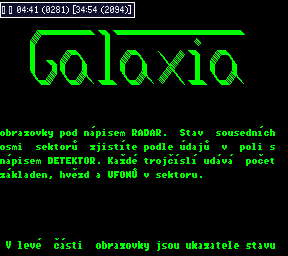 04:41 (0281) [34:54 (2094)]
Galaxia
obrazovky pod nápisem RADAR. Stav sousedních
osmi sektorů zjistíte podle údajů v poli s
nápisem DETEKTOR. Každé trojčíslí udává počet
základen, hvězd a UFONŮ v sektoru.
V levé části obrazovky jsou ukazatele stavu